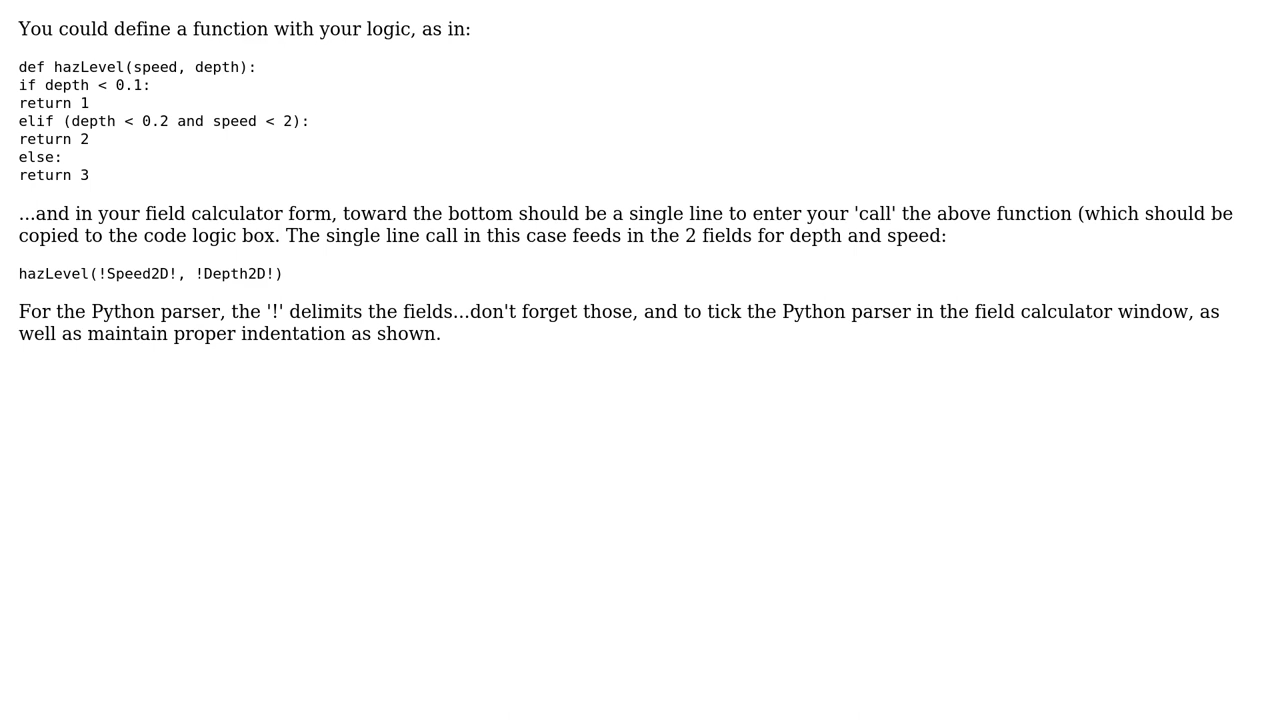 You could define a function with your logic, as in:
def hazLevel(speed, depth):
if depth < 0.1:
return 1
elif (depth < 0.2 and speed < 2):
return 2
else:
return 3
...and in your field calculator form, toward the bottom should be a single line to enter your 'call' the above function (which should be
copied to the code logic box. The single line call in this case feeds in the 2 fields for depth and speed:
hazLevel(!Speed2D!, !Depth2D!)
For the Python parser, the '!' delimits the fields...don't forget those, and to tick the Python parser in the field calculator window, as
well as maintain proper indentation as shown.